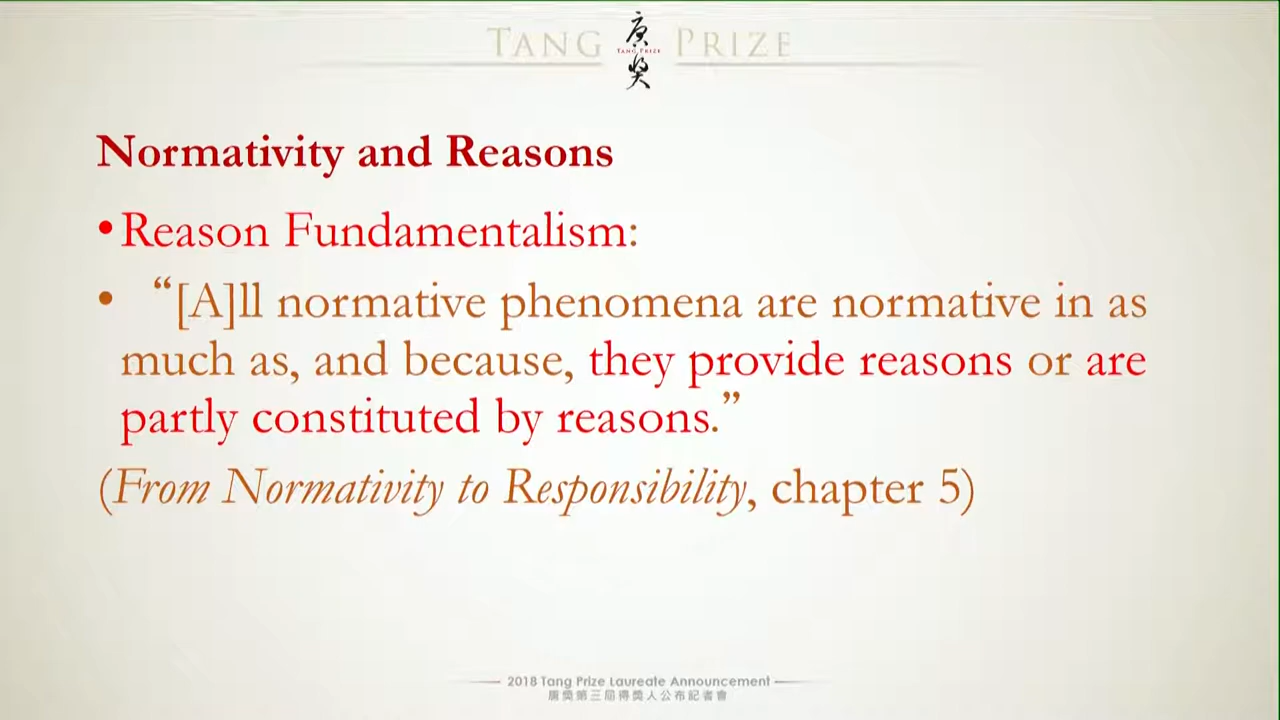 TANG PRIZE
唐
TANG PRIZE
獎
Normativity and Reasons
•Reason Fundamentalism:
• “[A]ll normative phenomena are normative in as
much as, and because, they provide reasons or are
partly constituted by reasons.”
(From Normativity to Responsibility, chapter 5)
2018 Tang Prize Laureate Announcement
唐獎第三屆得獎人公布記者會